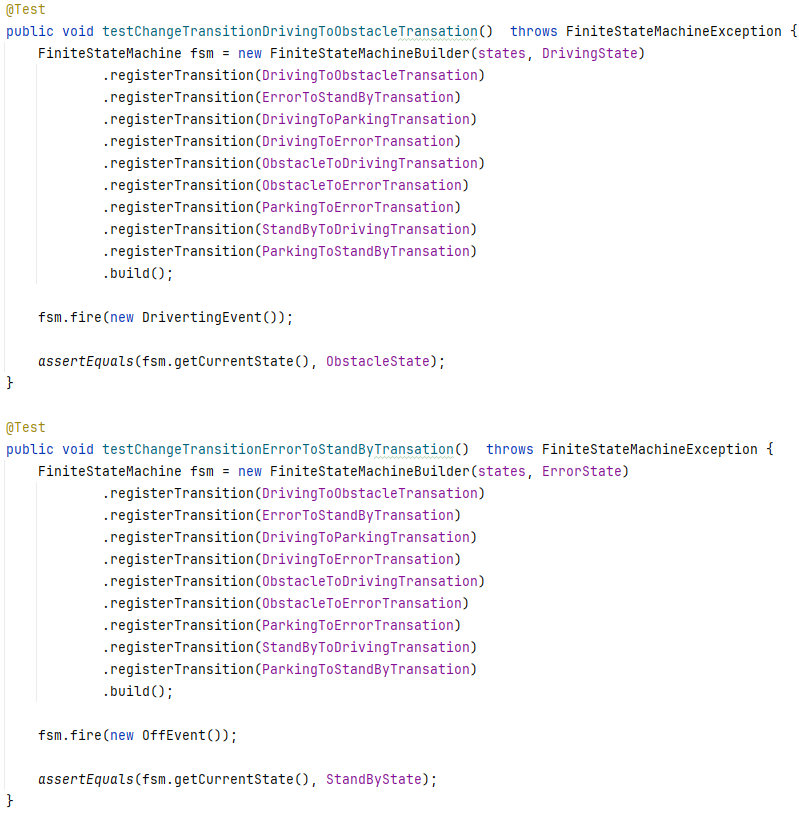 @Test
public void testChangeTransitionDrivingToObstacleTransation()  throws FiniteStateMachineException {
    FiniteStateMachine fsm = new FiniteStateMachineBuilder(states, DrivingState)
            .registerTransition(DrivingToObstacleTransation)
            .registerTransition(ErrorToStandByTransation)
            .registerTransition(DrivingToParkingTransation)
            .registerTransition(DrivingToErrorTransation)
            .registerTransition(ObstacleToDrivingTransation)
            .registerTransition(ObstacleToErrorTransation)
            .registerTransition(ParkingToErrorTransation)
            .registerTransition(StandByToDrivingTransation)
            .registerTransition(ParkingToStandByTransation)
            .build();

    fsm.fire(new DrivertingEvent());

    assertEquals(fsm.getCurrentState(), ObstacleState);
}

@Test
public void testChangeTransitionErrorToStandByTransation()  throws FiniteStateMachineException {
    FiniteStateMachine fsm = new FiniteStateMachineBuilder(states, ErrorState)
            .registerTransition(DrivingToObstacleTransation)
            .registerTransition(ErrorToStandByTransation)
            .registerTransition(DrivingToParkingTransation)
            .registerTransition(DrivingToErrorTransation)
            .registerTransition(ObstacleToDrivingTransation)
            .registerTransition(ObstacleToErrorTransation)
            .registerTransition(ParkingToErrorTransation)
            .registerTransition(StandByToDrivingTransation)
            .registerTransition(ParkingToStandByTransation)
            .build();

    fsm.fire(new OffEvent());

    assertEquals(fsm.getCurrentState(), StandByState);
}